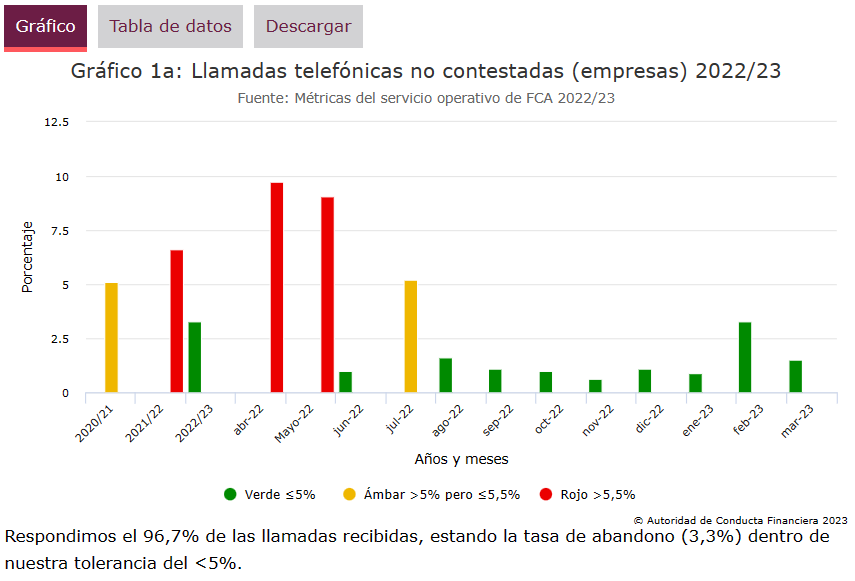 Gráfico
Tabla de datos
Descargar
Gráfico 1a: Llamadas telefónicas no contestadas (empresas) 2022/23
Fuente: Métricas del servicio operativo de FCA 2022/23
Porcentaje
12.5
10
7.5
5
2.5
0
2020/21
2021/22
2022/23
abr-22
Mayo-22
jun-22
jul-22
ago-22
sep-22
oct-22
nov-22
dic-22
ene-23
feb-23
mar-23
Años y meses
Verde ≤5%
Ámbar >5% pero ≤5,5%
Rojo >5,5%
© Autoridad de Conducta Financiera 2023
Respondimos el 96,7% de las llamadas recibidas, estando la tasa de abandono (3,3%) dentro de
nuestra tolerancia del <5%.